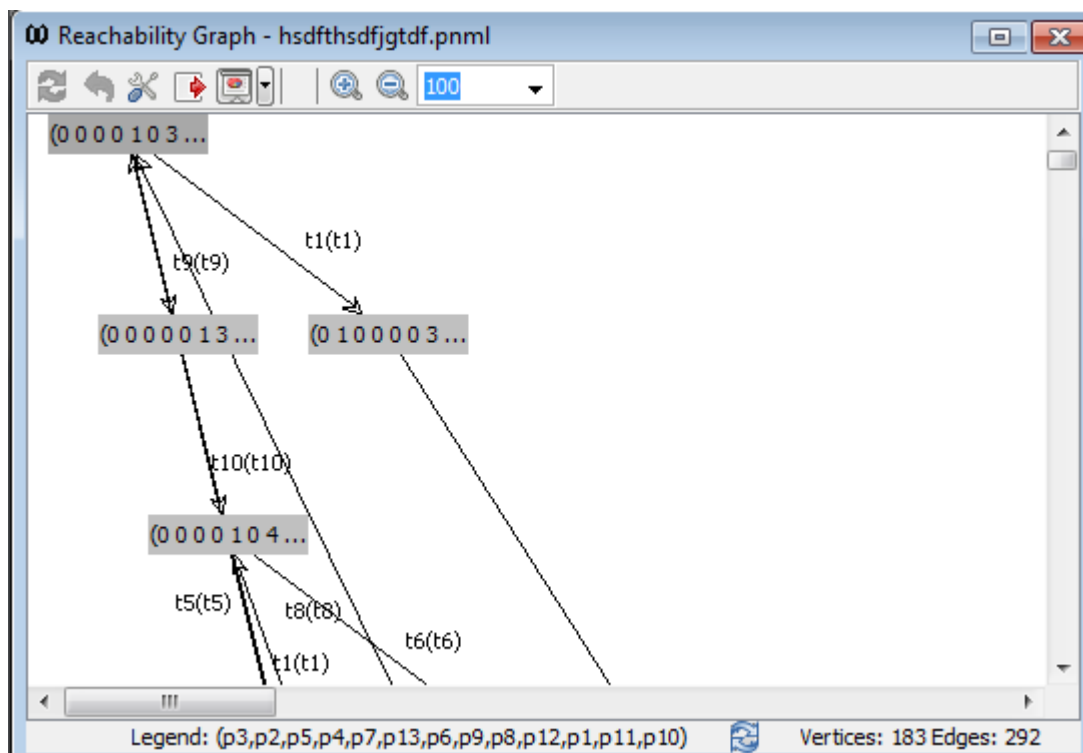 Reachability Graph - hsdfthsdfjgtdf.pnml
100
(0 0 0 0 1 0 3 ...
t1(t1)
t9(t9)
(0 0 0 0 0 1 3 ...
(0 1 0 0 0 0 3 ...
t10(t10)
(0 0 0 0 1 0 4 ...
t5(t5)
t8(t8)
t6(t6)
t1(t1)
Legend: (p3,p2,p5,p4,p7,p13,p6,p9,p8,p12,p1,p11,p10)
Vertices: 183 Edges: 292